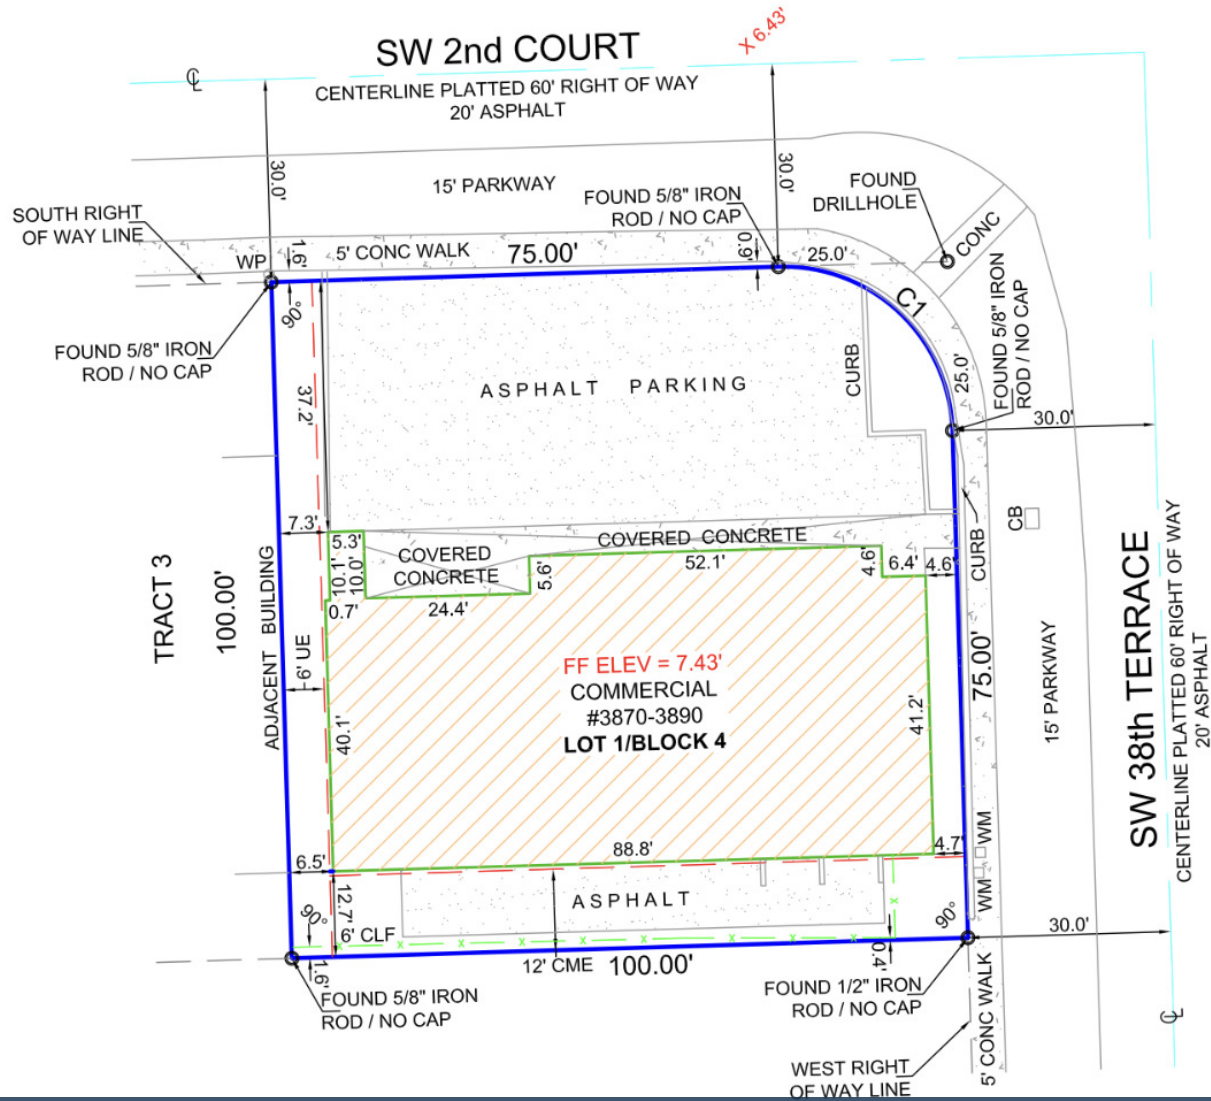 X 6.43'
SW 2nd COURT
CENTERLINE PLATTED 60' RIGHT OF WAY
20' ASPHALT
30.0'
30.0'
15' PARKWAY
FOUND 5/8" IRON
ROD / NO CAP
FOUND
DRILLHOLE
SOUTH RIGHT
OF WAY LINE
WP
1.6'
5' CONC WALK
75.00'
0.9'
25.0'
CONC
90°
C1
FOUND 5/8" IRON
ROD / NO CAP
FOUND 5/8" IRON
ROD / NO CAP
37.2'
ASPHALT PARKING
CURB
25.0'
30.0'
7.3'
5.3'
COVERED
CONCRETE
COVERED CONCRETE
CB
CURB
10.1'
10.0'
5.6'
52.1'
4.6'
6.4'
4.6'
0.7'
24.4'
TRACT 3
100.00'
ADJACENT BUILDING
6' UE
FF ELEV = 7.43'
COMMERCIAL
#3870-3890
LOT 1/BLOCK 4
40.1'
41.2'
75.00'
15' PARKWAY
SW 38th TERRACE
CENTERLINE PLATTED 60' RIGHT OF WAY
20' ASPHALT
88.8'
4.7'
WM
6.5'
12.7'
ASPHALT
WM
90°
6' CLF
90°
30.0'
1.6'
12' CME
100.00'
0.4'
FOUND 5/8" IRON
ROD / NO CAP
FOUND 1/2" IRON
ROD / NO CAP
5' CONC WALK
WEST RIGHT
OF WAY LINE